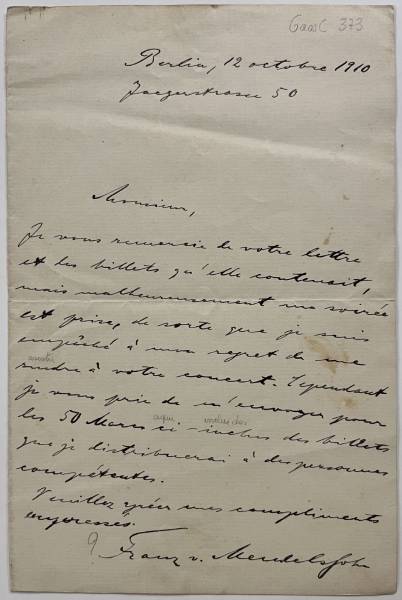 GaasC 373
Berlin, 12 octobre 1910
Jaegerstrasse 50
Monsieur,
Je vous remercie de votre lettre
et les billets qu'elle contenait,
mais malheureusement ma soirée
est prise, de sorte que je suis
empêché à mon regret de me
rendre à votre concert. Cependant
je vous prie de m'envoyer pour
aqui incluidos
les 50 Marcs ci-inclus des billets
que je distribuerai à des personnes
compétentes.
Veuillez agréer mes compliments
empressés.
Franz v. Mendelssohn